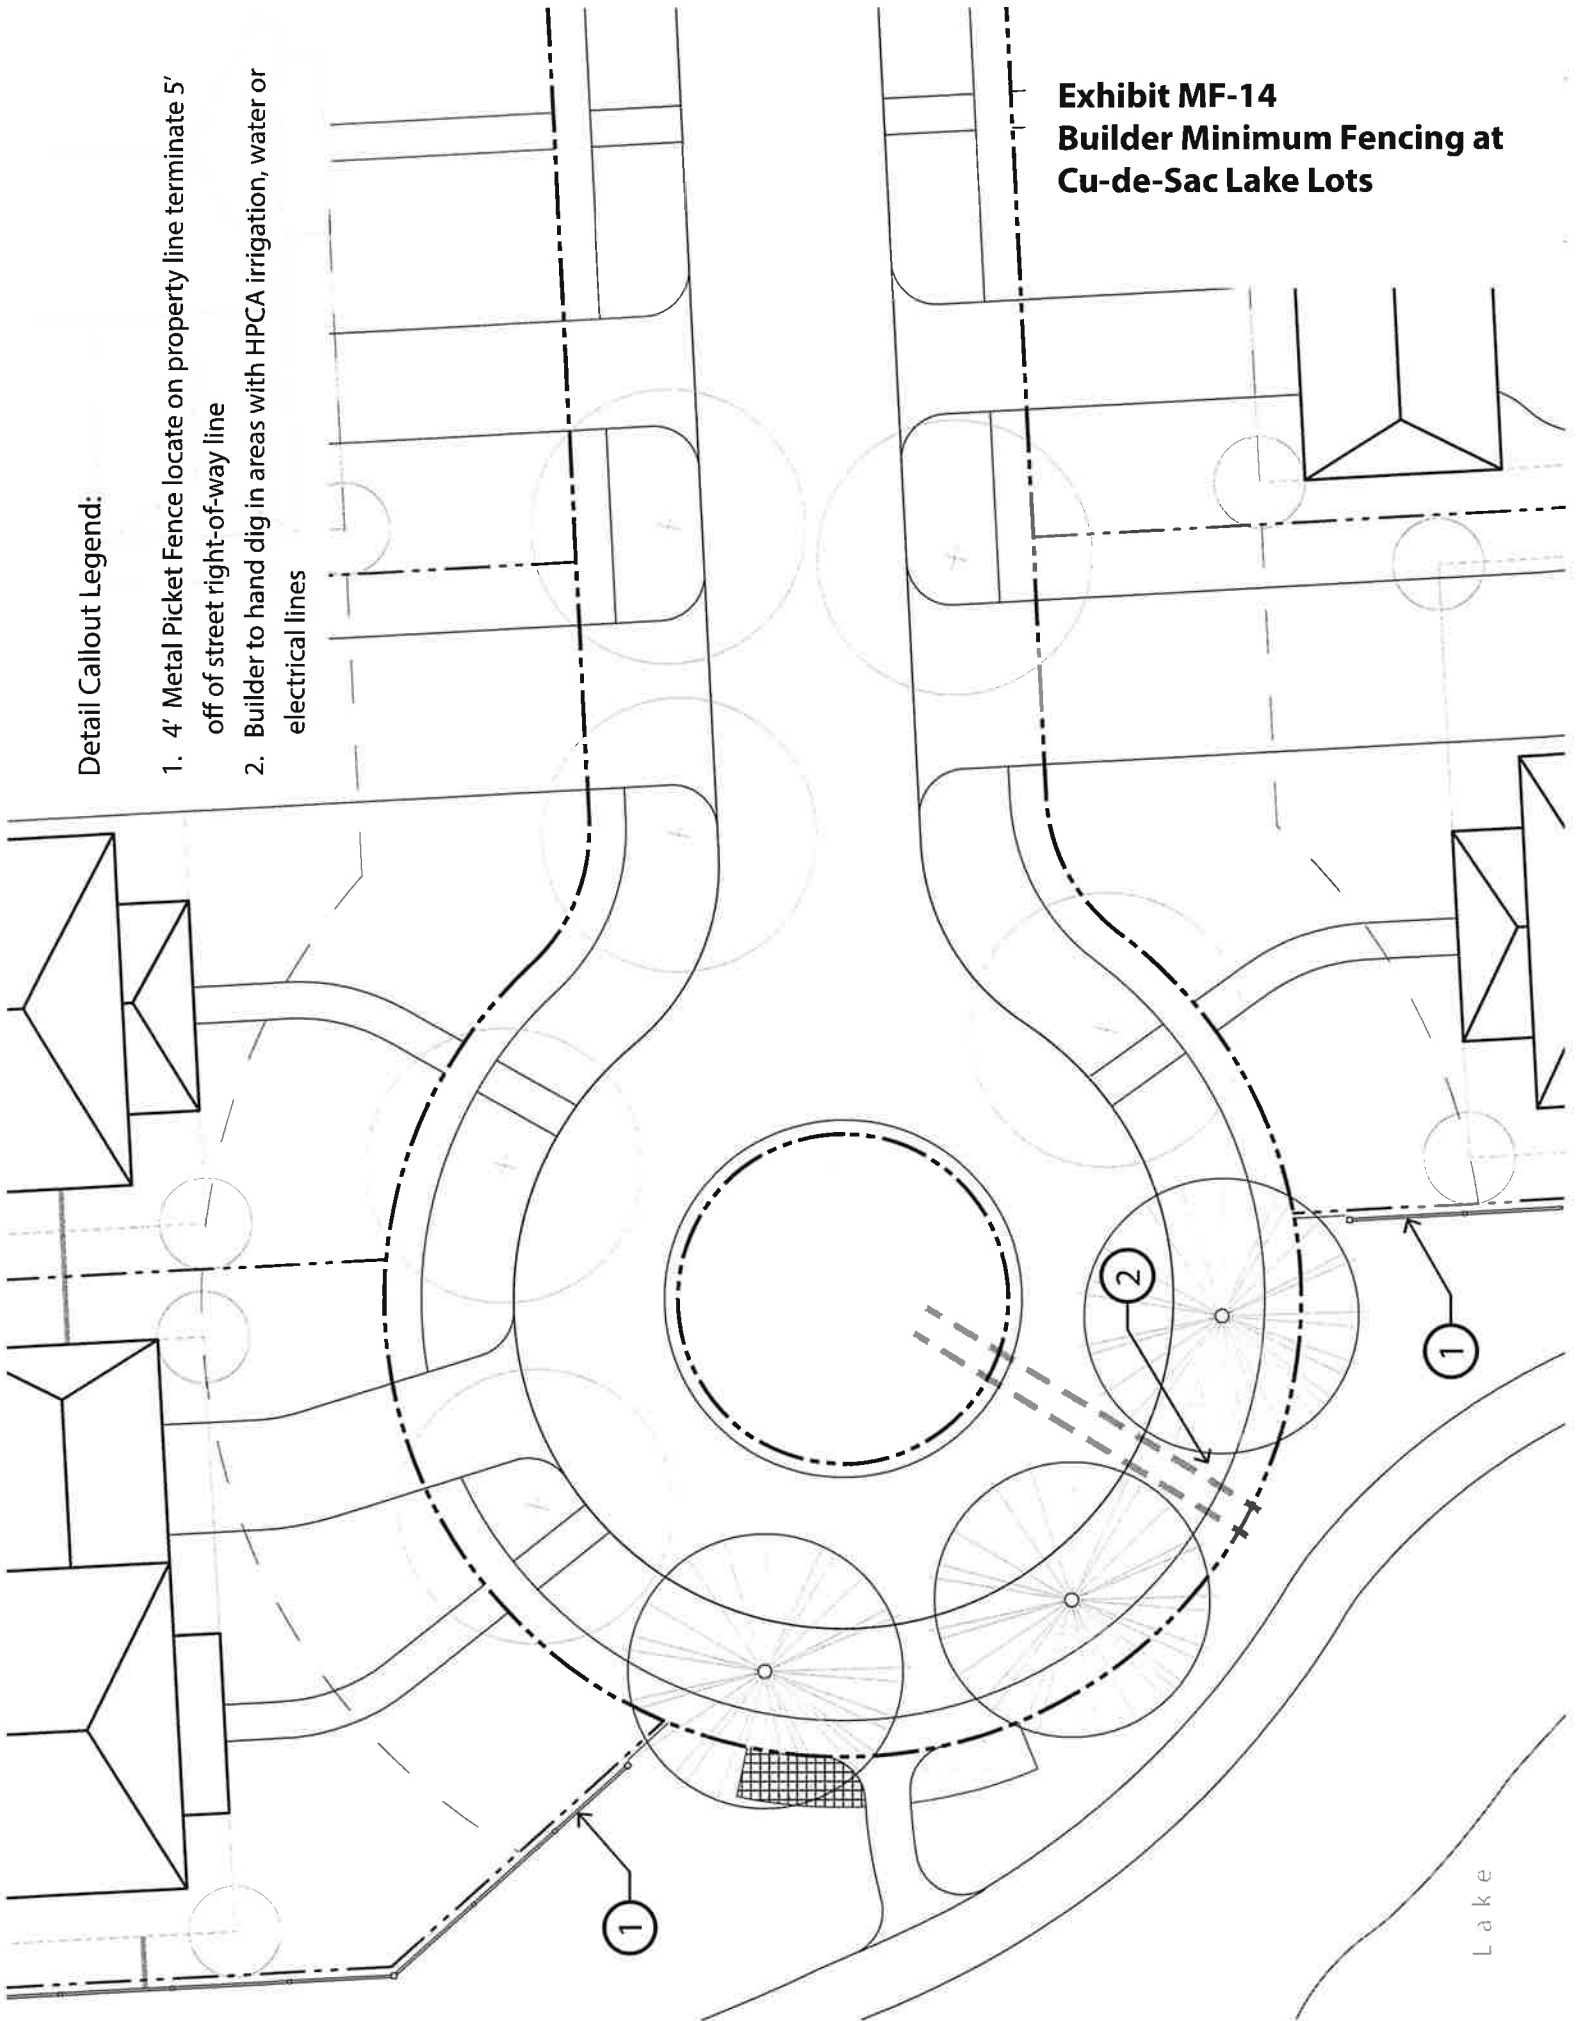 Exhibit MF-14
Builder Minimum Fencing at
Cu-de-Sac Lake Lots
Detail Callout Legend:
1. 4' Metal Picket Fence locate on property line terminate 5'
off of street right-of-way line
2. Builder to hand dig in areas with HPCA irrigation, water or
electrical lines
2
1
1
Lake